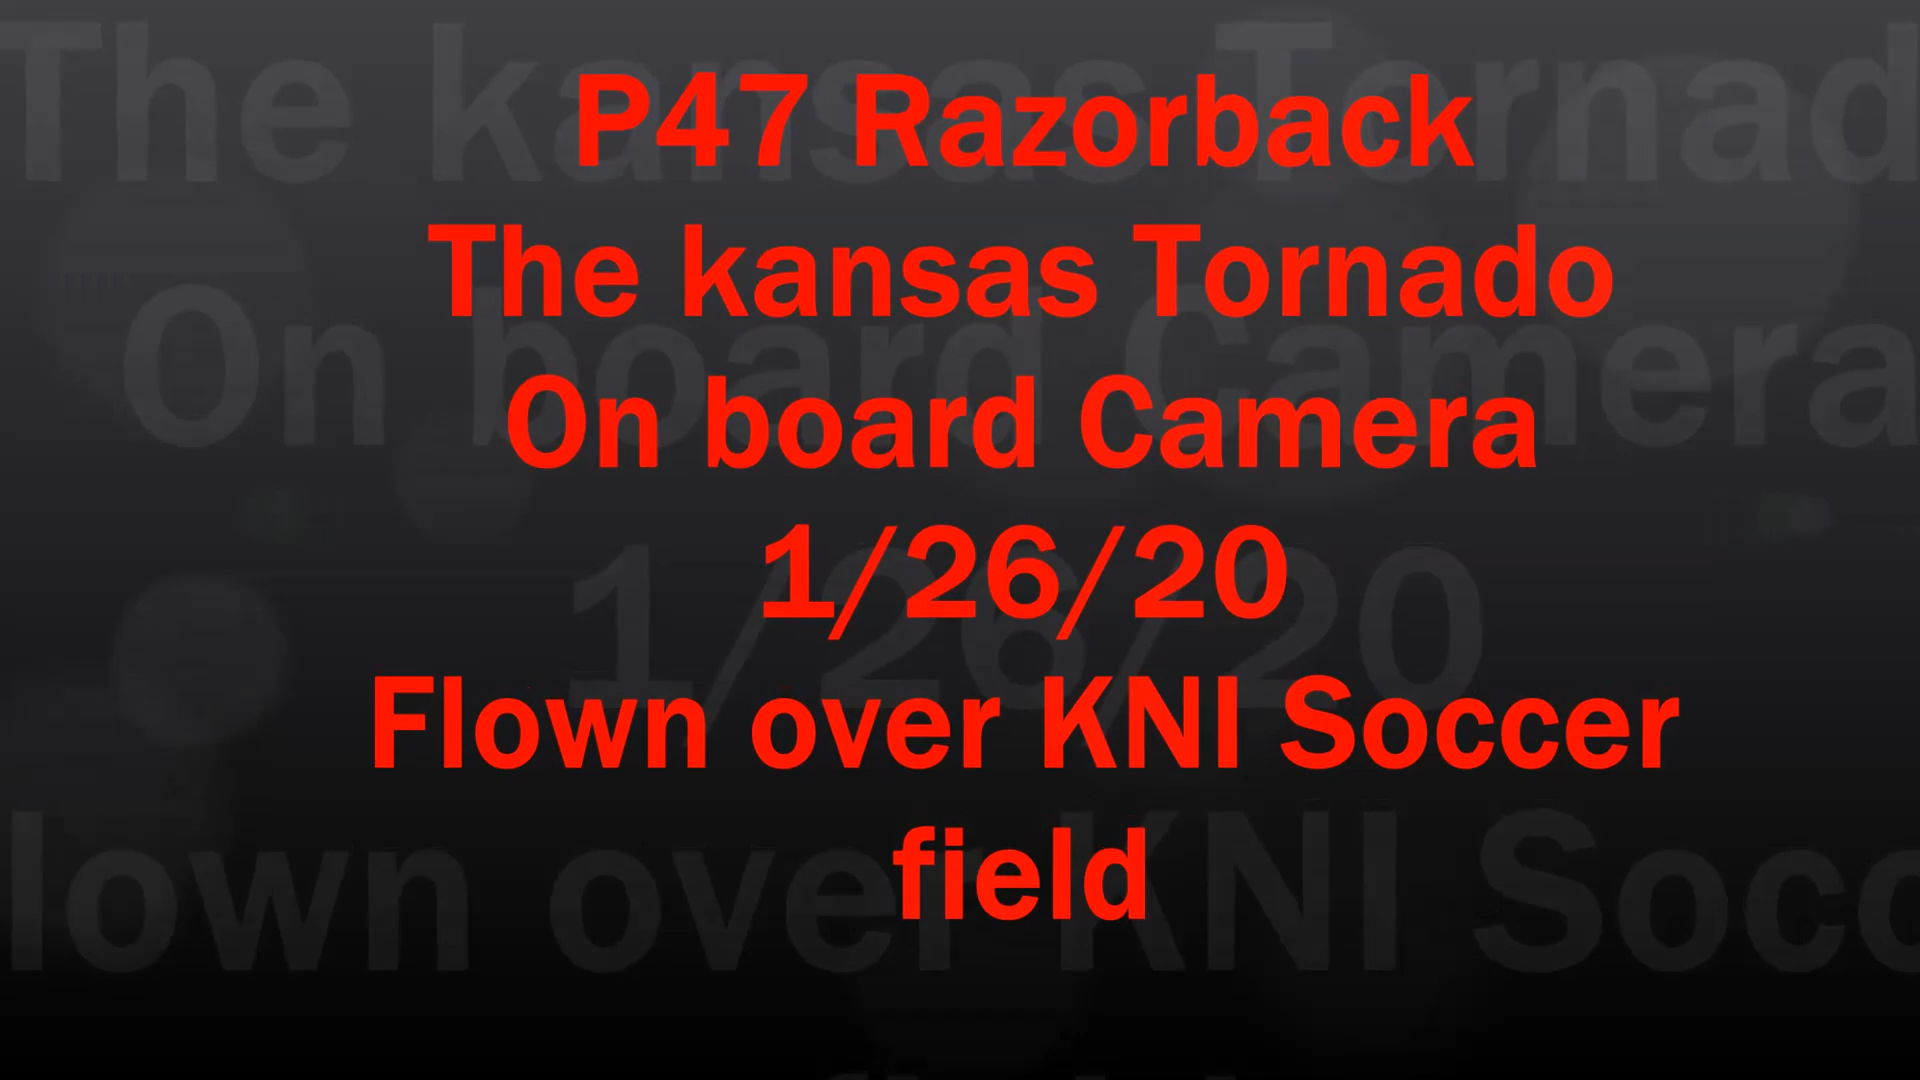 P47 Razorback
The kansas Tornado
On board Camera
1/26/20
Flown over KNI Soccer
field